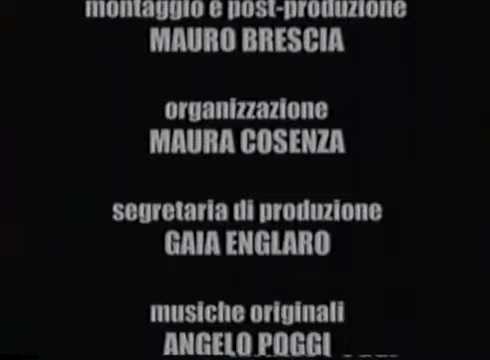 montaggio e post-produzione
MAURO BRESCIA
organizzazione
MAURA COSENZA
segretaria di produzione
GAIA ENGLARO
musiche originali
ANGELO POGGI